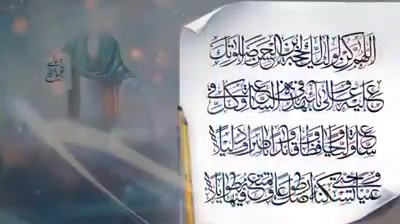 اللهم كن لوليك الحجة بن الحسن صلواتك
عليه وعلى آبائه في هذه الساعة وفي كل
ساعة وليا وحافظا وقائدا وناصرا ودليلا
وعينا حتى تسكنه أرضك طوعا وتمتعه فيها طويلا